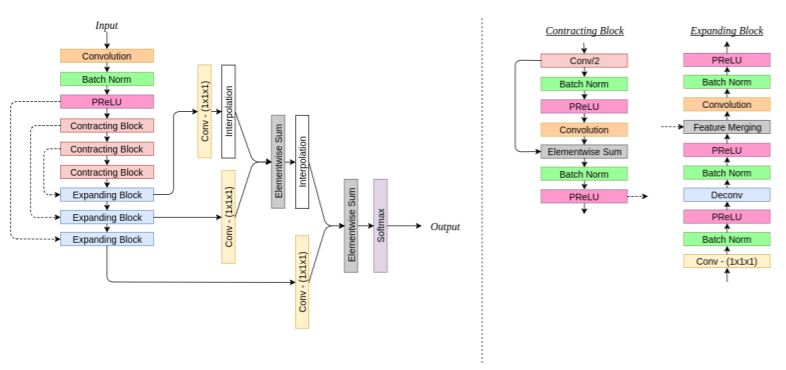 Input
Convolution
Batch Norm
PReLU
Contracting Block
Contracting Block
Contracting Block
Expanding Block
Expanding Block
Expanding Block
Conv - (1x1x1)
Interpolation
Conv - (1x1x1)
Elementwise Sum
Interpolation
Conv - (1x1x1)
Elementwise Sum
Softmax
Output
Contracting Block
Conv/2
Batch Norm
PReLU
Convolution
Elementwise Sum
Batch Norm
PReLU
Expanding Block
PReLU
Batch Norm
Convolution
Feature Merging
PReLU
Batch Norm
Deconv
PReLU
Batch Norm
Conv - (1x1x1)